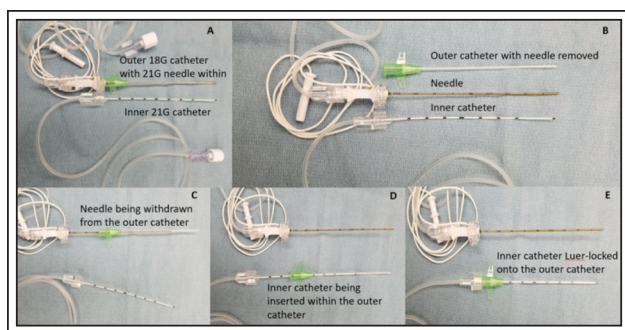 A
Outer 18G catheter
with 21G needle within
Inner 21G catheter
B
Outer catheter with needle removed
Needle
Inner catheter
C
Needle being withdrawn
from the outer catheter
D
Inner catheter being
inserted within the outer
catheter
E
Inner catheter Luer-locked
onto the outer catheter